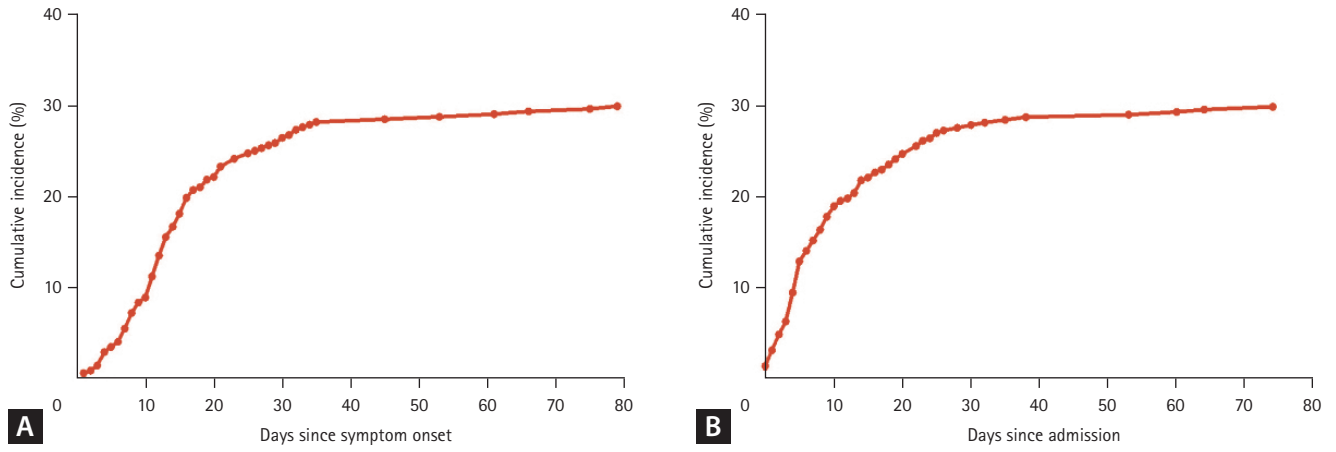 40
30
20
10
0
Cumulative incidence (%)
10 20 30 40 50 60 70 80
Days since symptom onset
A
40
30
20
10
0
Cumulative incidence (%)
10 20 30 40 50 60 70 80
Days since admission
B